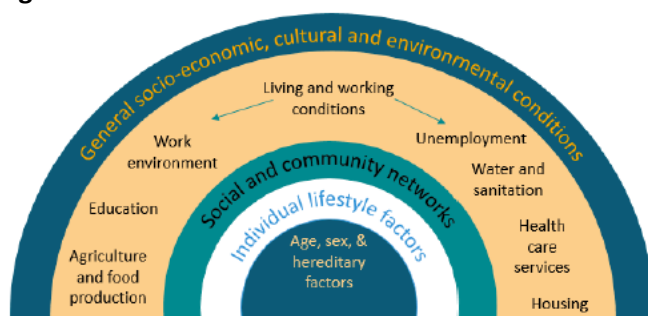 General socio-economic, cultural and environmental conditions
Living and working
conditions
Work
environment
Unemployment
Education
Water and
sanitation
Agriculture
and food
production
Health
care
services
Housing
Social and community networks
Individual lifestyle factors
Age, sex, &
hereditary
factors